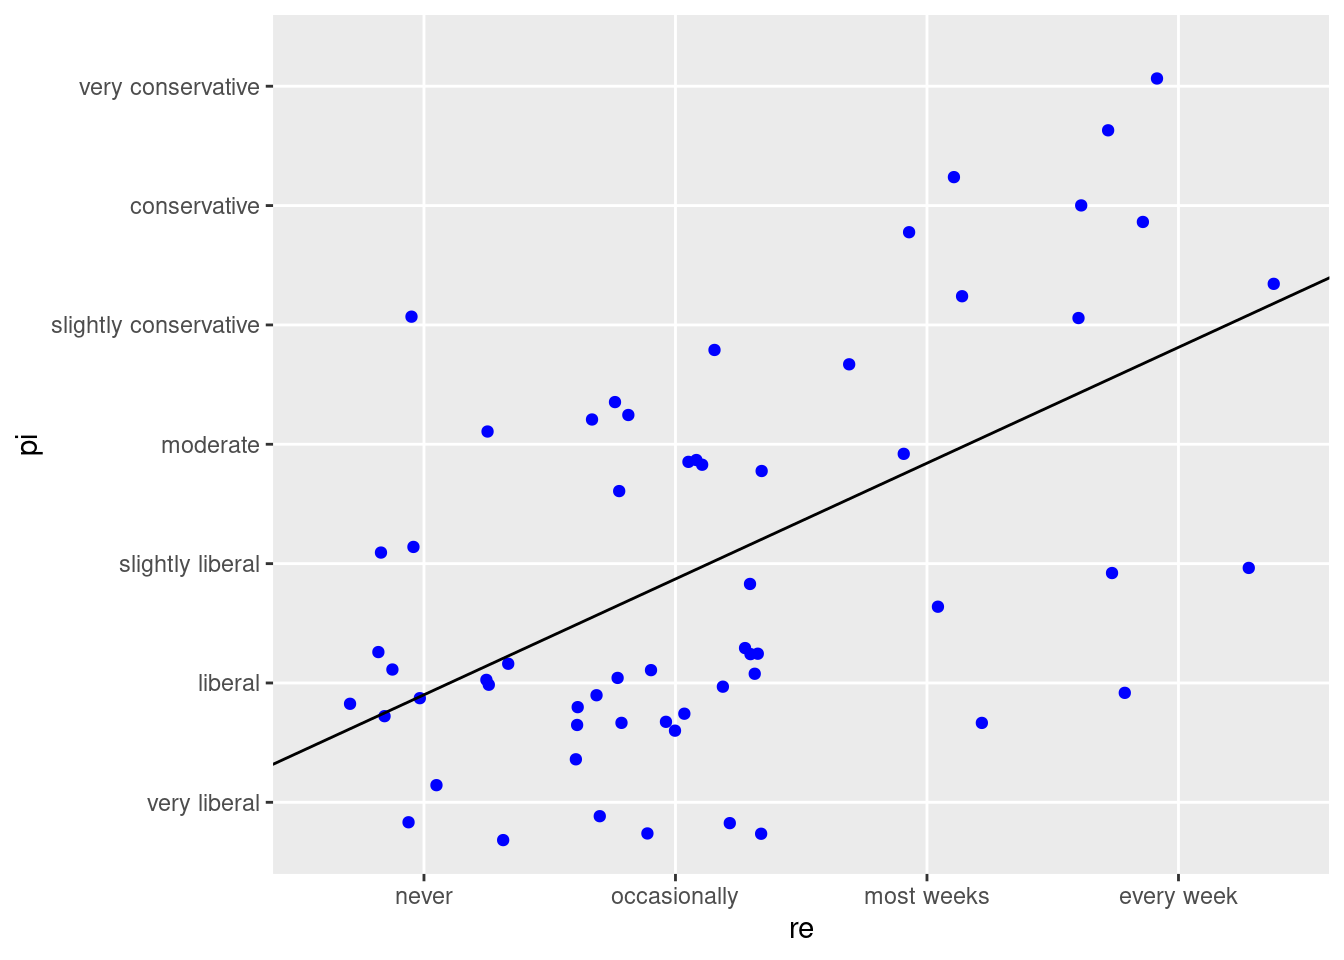 very conservative
conservative
slightly conservative
moderate
slightly liberal
liberal
very liberal
pi
never
occasionally
most weeks
every week
re